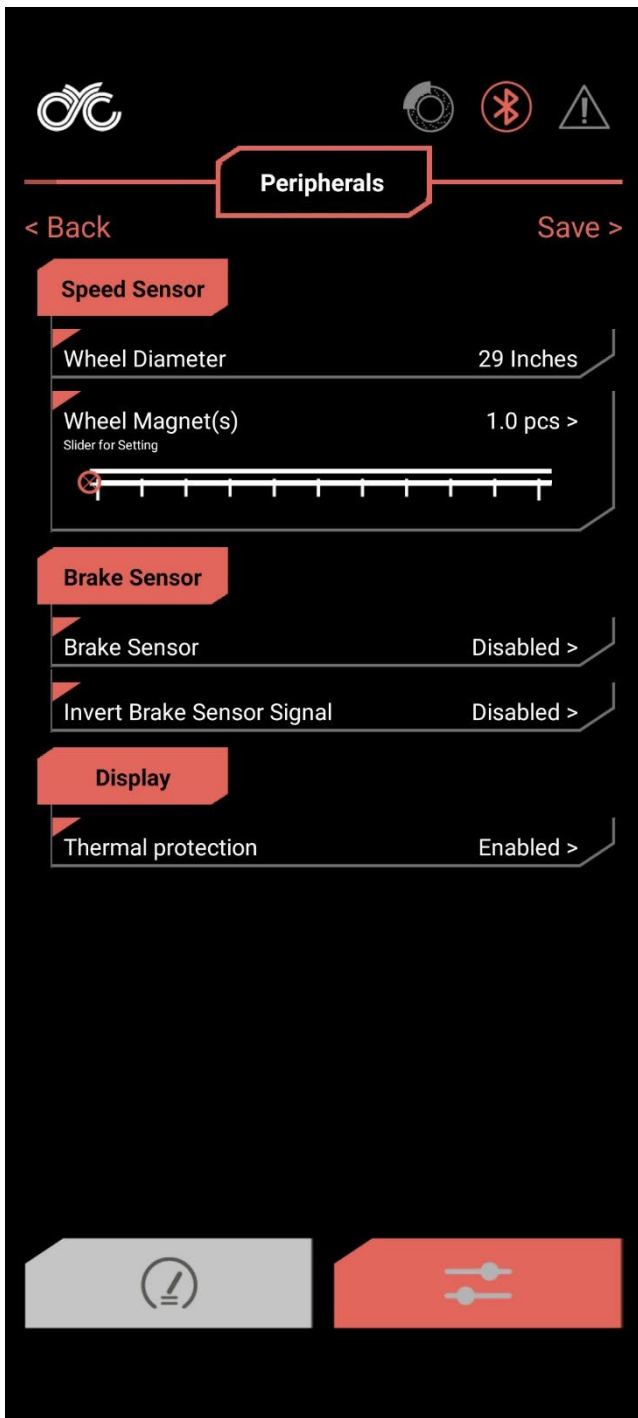 CYC
Peripherals
< Back
Save >
Speed Sensor
Wheel Diameter 29 Inches
Wheel Magnet(s) 1.0 pcs >
Slider for Setting
Brake Sensor
Brake Sensor Disabled >
Invert Brake Sensor Signal Disabled >
Display
Thermal protection Enabled >